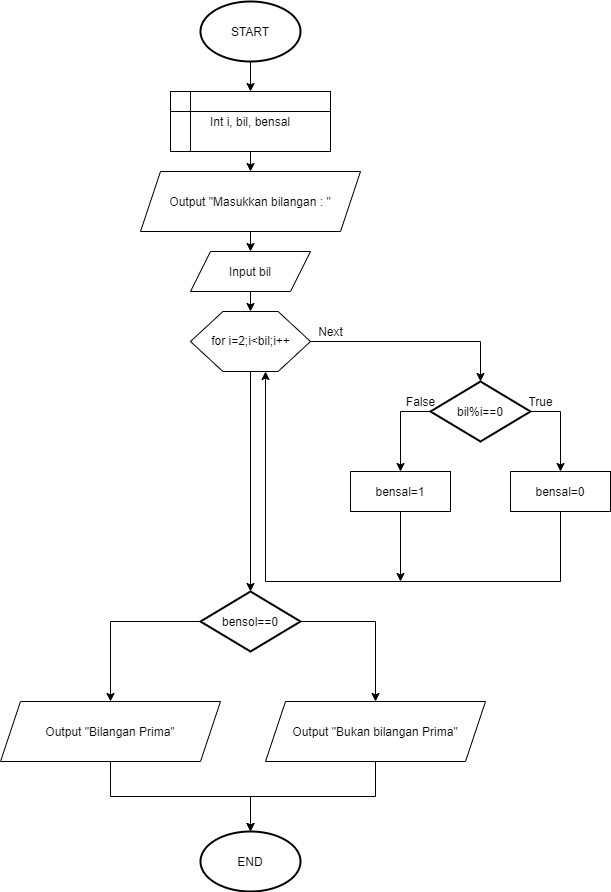 START
Int i, bil, bensal
Output "Masukkan bilangan : "
Input bil
for i=2;i<bil;i++
Next
bil%i==0
False
True
bensal=1
bensal=0
bensol==0
Output "Bilangan Prima"
Output "Bukan bilangan Prima"
END